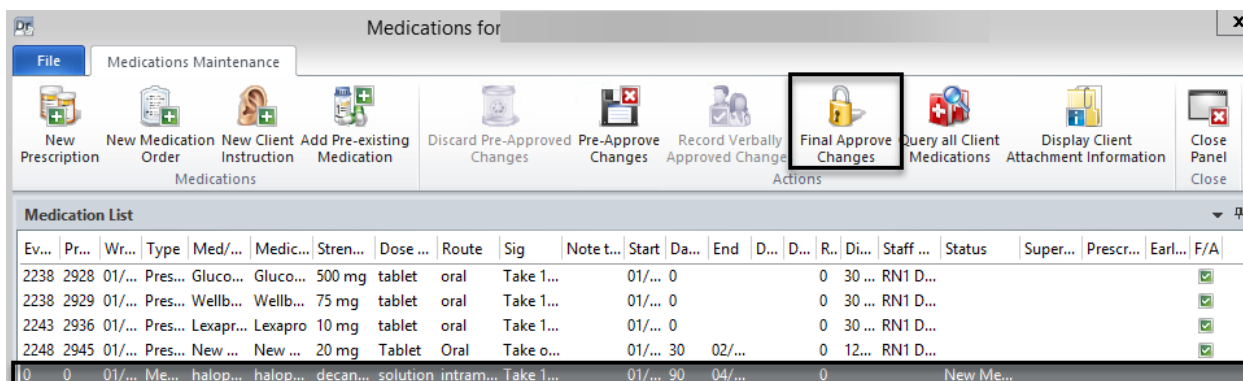 Medications for
x
File Medications Maintenance
New Prescription
New Medication Order
New Client Instruction
Add Pre-existing Medication
Discard Pre-Approved Changes
Pre-Approve Changes
Record Verbally Approved Change
Final Approve Changes
Query all Client Medications
Display Client Attachment Information
Close Panel
Medications Actions Close
Medication List
Ev... Pr... Wr... Type Med/... Medic... Stren... Dose ... Route Sig Note t... Start Da... End D... D... R... Di... Staff ... Status Super... Prescr... Earl... F/A
2238 2928 01/... Pres... Gluco... Gluco... 500 mg tablet oral Take 1... 01/... 0 0 30 ... RN1 D...
2238 2929 01/... Pres... Wellb... Wellb... 75 mg tablet oral Take 1... 01/... 0 0 30 ... RN1 D...
2243 2936 01/... Pres... Lexapr... Lexapro 10 mg tablet oral Take 1... 01/... 0 0 30 ... RN1 D...
2248 2945 01/... Pres... New ... New ... 20 mg Tablet Oral Take o... 01/... 30 02/... 0 12... RN1 D...
0 0 01/... Me... halop... halop... decan... solution intram... Take 1... 01/... 90 04/... 0 New Me...